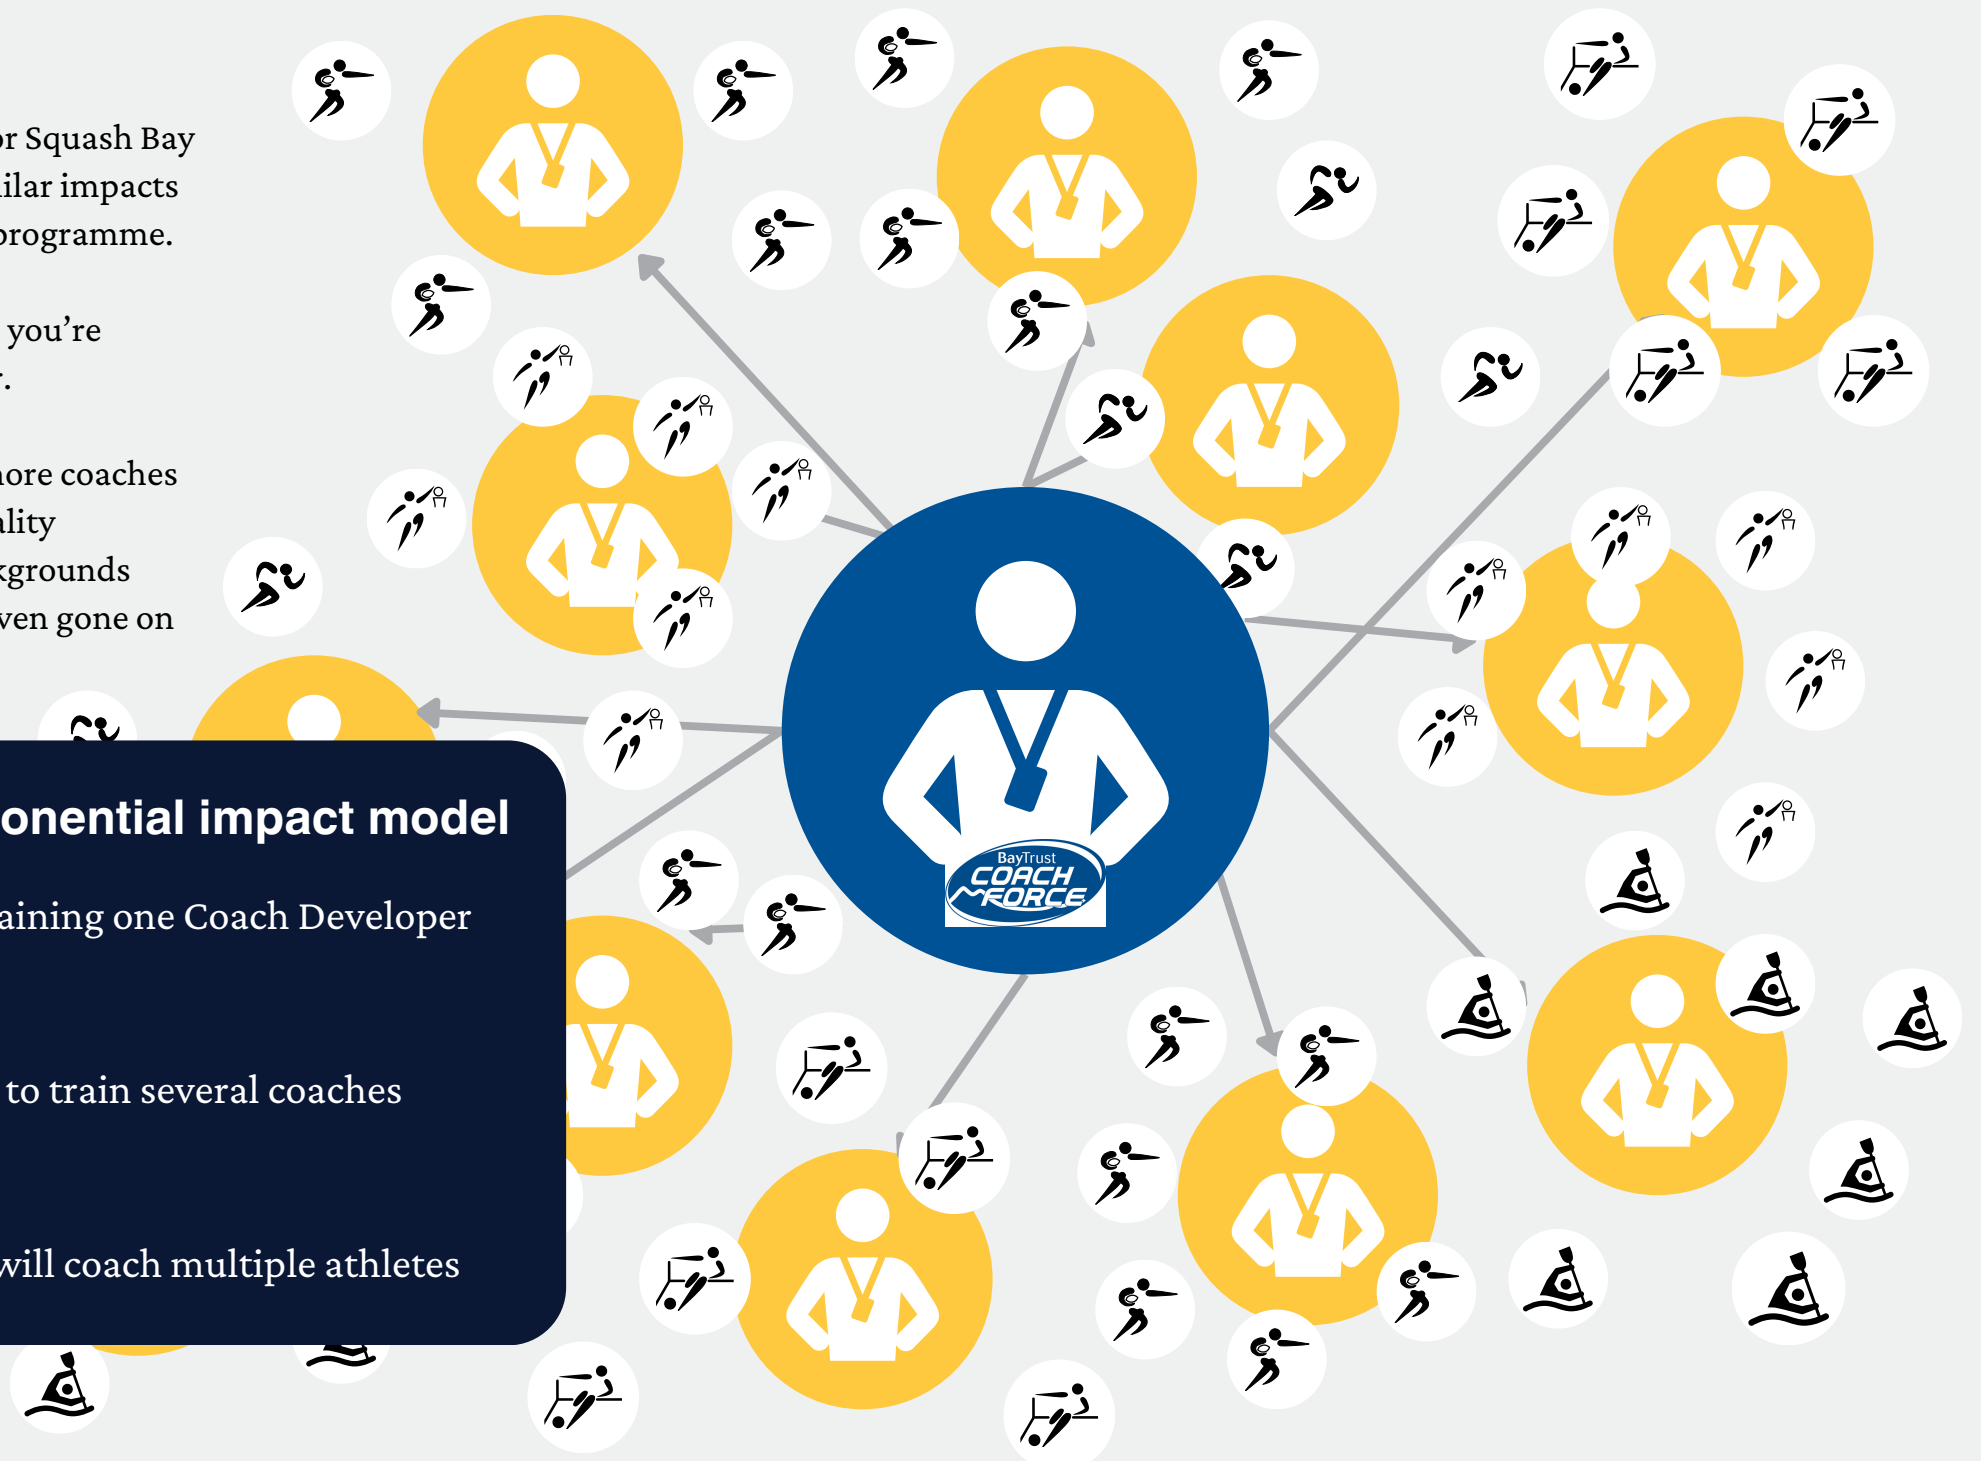 or Squash Bay
ilar impacts
programme.
you’re
r.
nore coaches
ality
kgrounds
ven gone on
onential impact model
aining one Coach Developer
to train several coaches
will coach multiple athletes
BayTrust
COACH
FORCE